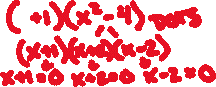 ( +1)(x²-4) DOTS
(x+1)(x+2)(x-2)
x+1=0 x+2=0 x-2=0